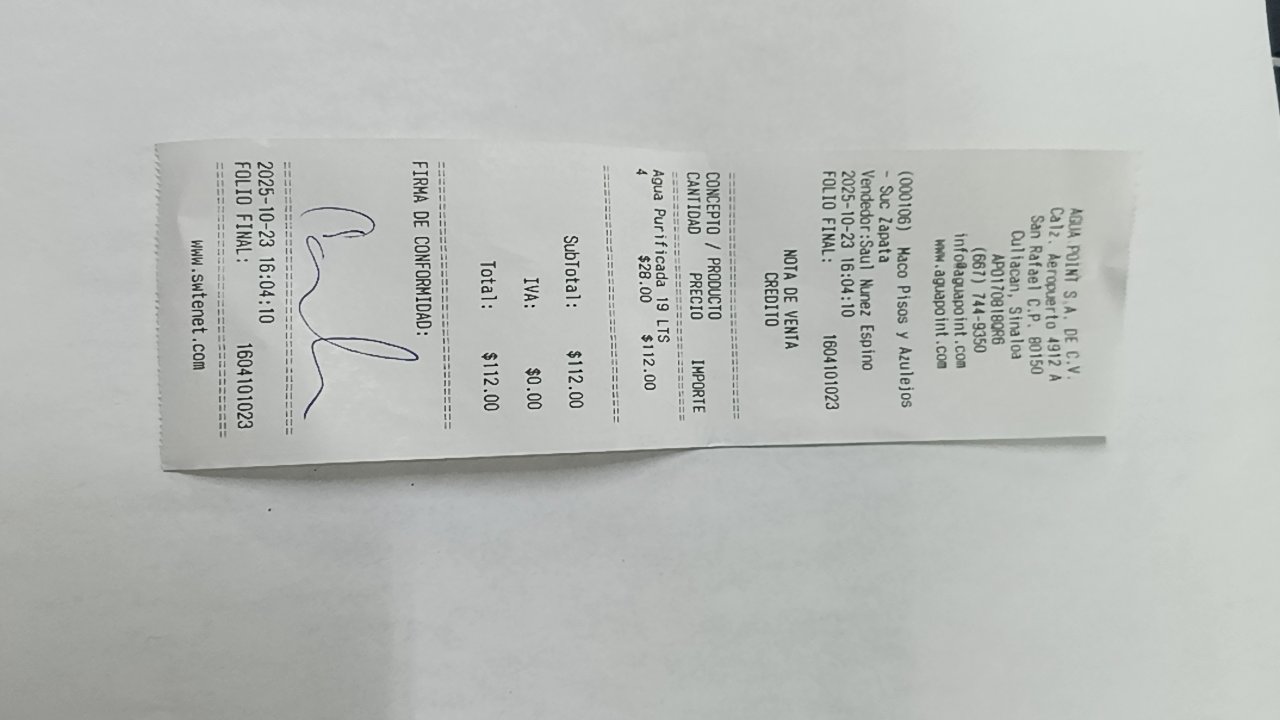 AGUA POINT S.A. DE C.V.
Calz. Aeropuerto 4912 A
San Rafael C.P. 80150
Culiacan, Sinaloa
APO170818QR6
(667) 744-9350
info@aguapoint.com
www.aguapoint.com
(000106) Maco Pisos y Azulejos
- Suc Zapata
Vendedor:Saul Nunez Espino
2025-10-23 16:04:10
FOLIO FINAL: 1604101023
NOTA DE VENTA
CREDITO
CONCEPTO / PRODUCTO
CANTIDAD PRECIO IMPORTE
Agua Purificada 19 LTS
4 $28.00 $112.00
SubTotal: $112.00
IVA: $0.00
Total: $112.00
FIRMA DE CONFORMIDAD:
2025-10-23 16:04:10
FOLIO FINAL: 1604101023
www.swtenet.com